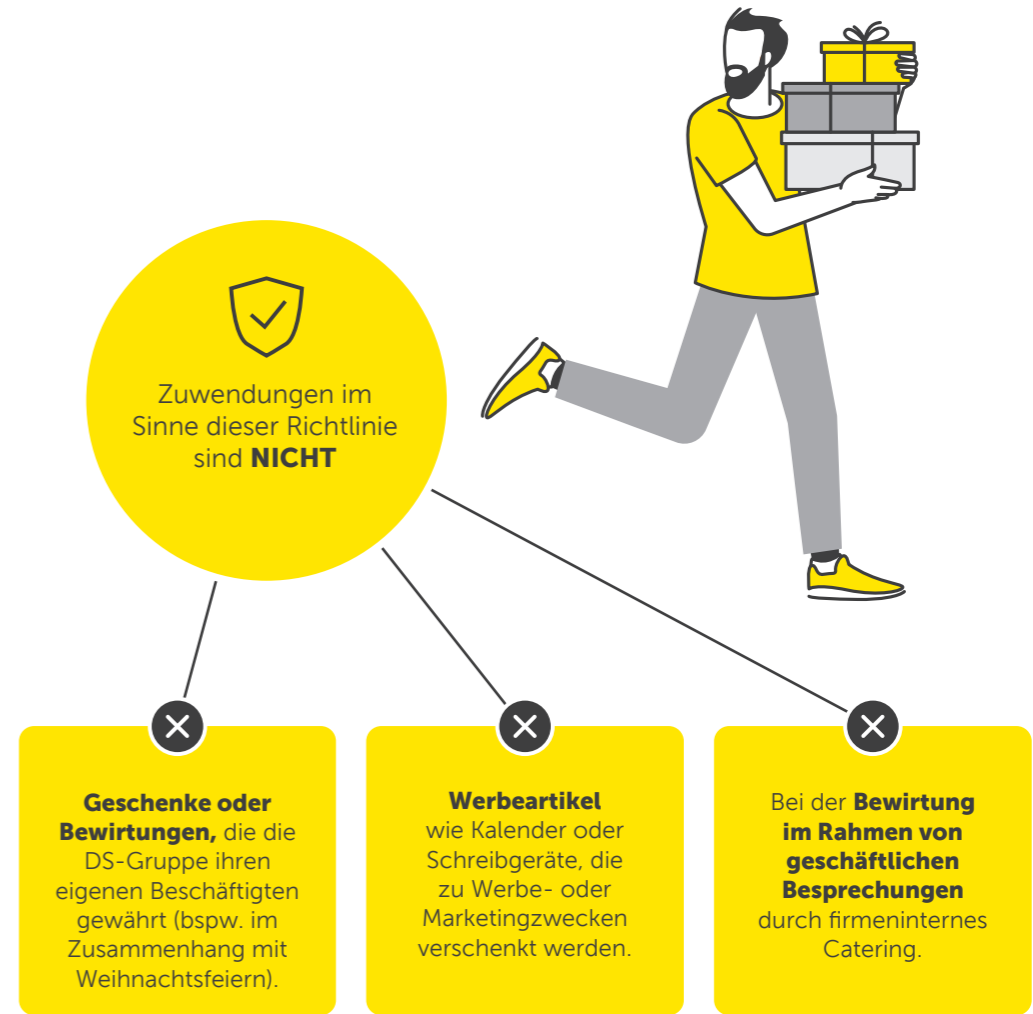 Zuwendungen im
Sinne dieser Richtlinie
sind NICHT
Geschenke oder
Bewirtungen, die die
DS-Gruppe ihren
eigenen Beschäftigten
gewährt (bspw. im
Zusammenhang mit
Weihnachtsfeiern).
Werbeartikel
wie Kalender oder
Schreibgeräte, die
zu Werbe- oder
Marketingzwecken
verschenkt werden.
Bei der Bewirtung
im Rahmen von
geschäftlichen
Besprechungen
durch firmeninternes
Catering.